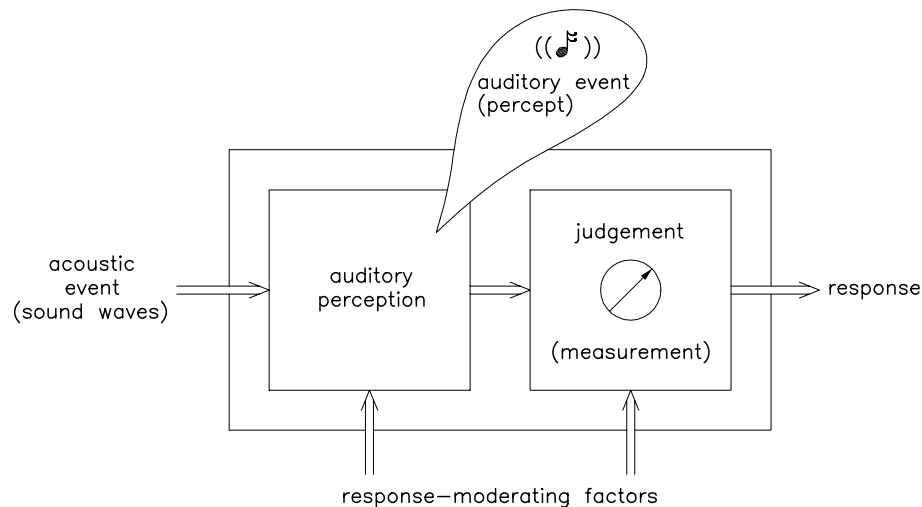 (( ))
auditory event
(percept)
judgement
acoustic
event
(sound waves)
auditory
perception
response
(measurement)
response-moderating factors